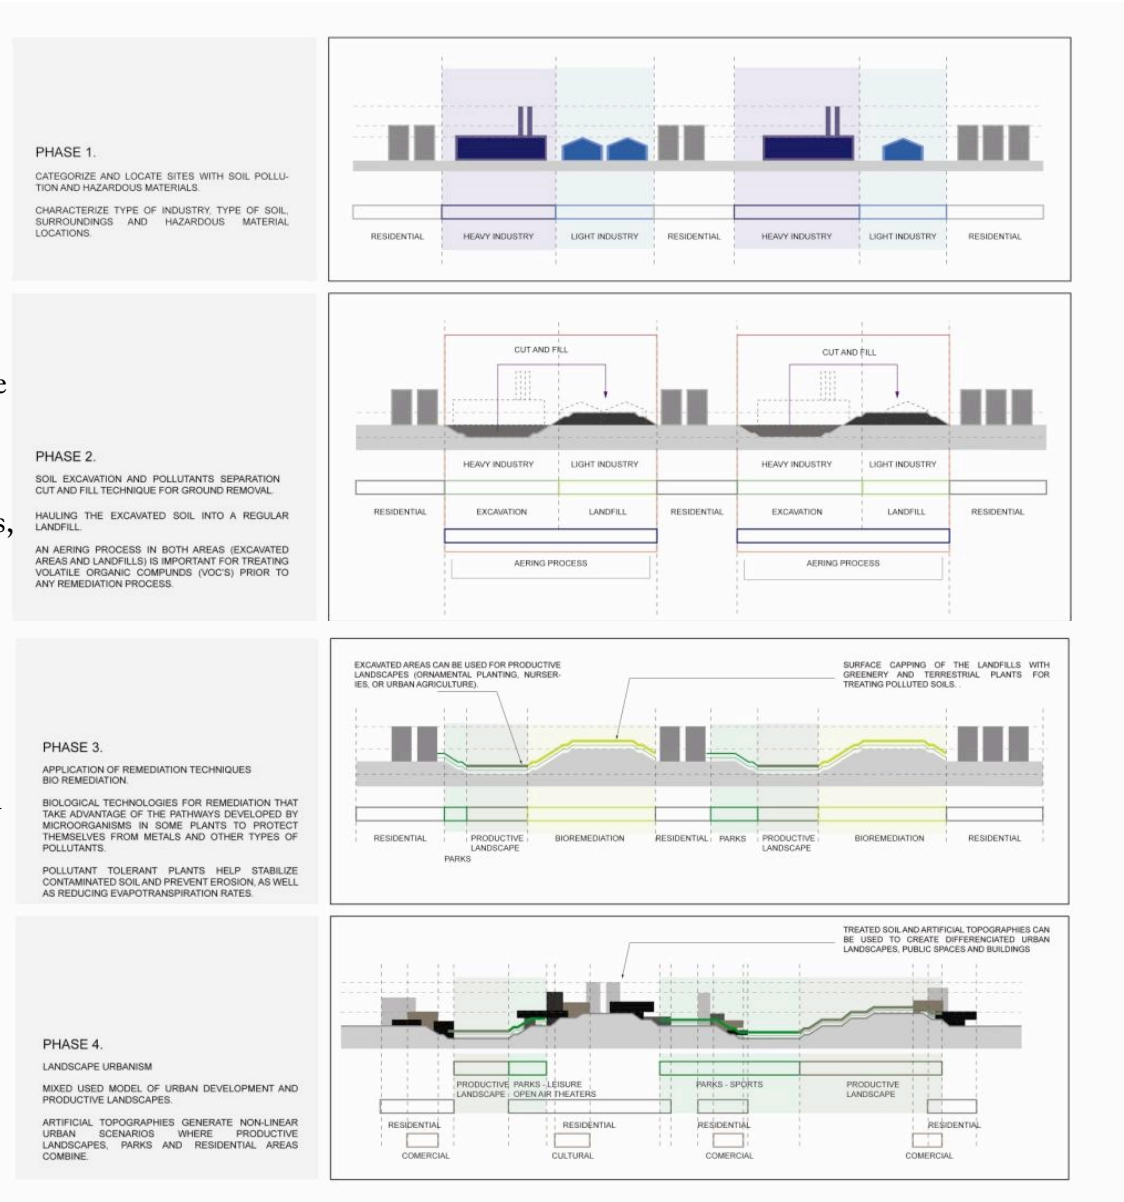 PHASE 1.
CATEGORIZE AND LOCATE SITES WITH SOIL POLLU-
TION AND HAZARDOUS MATERIALS.
CHARACTERIZE TYPE OF INDUSTRY, TYPE OF SOIL,
SURROUNDINGS AND HAZARDOUS MATERIAL
LOCATIONS.
RESIDENTIAL HEAVY INDUSTRY LIGHT INDUSTRY RESIDENTIAL HEAVY INDUSTRY LIGHT INDUSTRY RESIDENTIAL
e
s,
PHASE 2.
SOIL EXCAVATION AND POLLUTANTS SEPARATION
CUT AND FILL TECHNIQUE FOR GROUND REMOVAL.
HAULING THE EXCAVATED SOIL INTO A REGULAR
LANDFILL.
AN AERING PROCESS IN BOTH AREAS (EXCAVATED
AREAS AND LANDFILLS) IS IMPORTANT FOR TREATING
VOLATILE ORGANIC COMPUNDS (VOC'S) PRIOR TO
ANY REMEDIATION PROCESS.
CUT AND FILL CUT AND FILL
HEAVY INDUSTRY LIGHT INDUSTRY HEAVY INDUSTRY LIGHT INDUSTRY
RESIDENTIAL EXCAVATION LANDFILL RESIDENTIAL EXCAVATION LANDFILL RESIDENTIAL
AERING PROCESS AERING PROCESS
PHASE 3.
APPLICATION OF REMEDIATION TECHNIQUES
BIO REMEDIATION.
BIOLOGICAL TECHNOLOGIES FOR REMEDIATION THAT
TAKE ADVANTAGE OF THE PATHWAYS DEVELOPED BY
MICROORGANISMS IN SOME PLANTS TO PROTECT
THEMSELVES FROM METALS AND OTHER TYPES OF
POLLUTANTS.
POLLUTANT TOLERANT PLANTS HELP STABILIZE
CONTAMINATED SOIL AND PREVENT EROSION, AS WELL
AS REDUCING EVAPOTRANSPIRATION RATES.
EXCAVATED AREAS CAN BE USED FOR PRODUCTIVE
LANDSCAPES (ORNAMENTAL PLANTING, NURSER-
IES, OR URBAN AGRICULTURE).
SURFACE CAPPING OF THE LANDFILLS WITH
GREENERY AND TERRESTRIAL PLANTS FOR
TREATING POLLUTED SOILS. .
RESIDENTIAL PRODUCTIVE BIOREMEDIATION RESIDENTIAL PARKS PRODUCTIVE BIOREMEDIATION RESIDENTIAL
LANDSCAPE LANDSCAPE
PARKS
PHASE 4.
LANDSCAPE URBANISM
MIXED USED MODEL OF URBAN DEVELOPMENT AND
PRODUCTIVE LANDSCAPES.
ARTIFICIAL TOPOGRAPHIES GENERATE NON-LINEAR
URBAN SCENARIOS WHERE PRODUCTIVE
LANDSCAPES, PARKS AND RESIDENTIAL AREAS
COMBINE.
TREATED SOIL AND ARTIFICIAL TOPOGRAPHIES CAN
BE USED TO CREATE DIFFERENCIATED URBAN
LANDSCAPES, PUBLIC SPACES AND BUILDINGS
PRODUCTIVE PARKS - LEISURE PARKS - SPORTS PRODUCTIVE
LANDSCAPE OPEN AIR THEATERS LANDSCAPE
RESIDENTIAL RESIDENTIAL RESIDENTIAL RESIDENTIAL
COMERCIAL CULTURAL COMERCIAL COMERCIAL